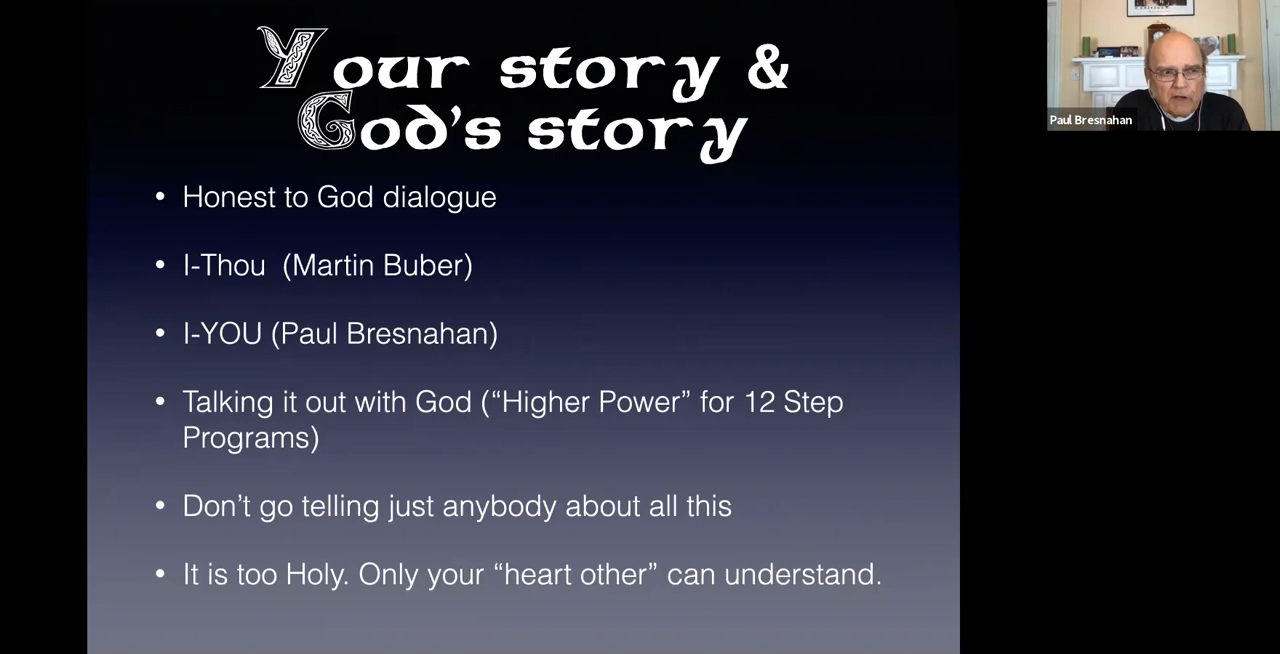 Your story &
God's story
• Honest to God dialogue
• I-Thou (Martin Buber)
• I-YOU (Paul Bresnahan)
• Talking it out with God (“Higher Power” for 12 Step
Programs)
• Don’t go telling just anybody about all this
• It is too Holy. Only your “heart other” can understand.
Paul Bresnahan